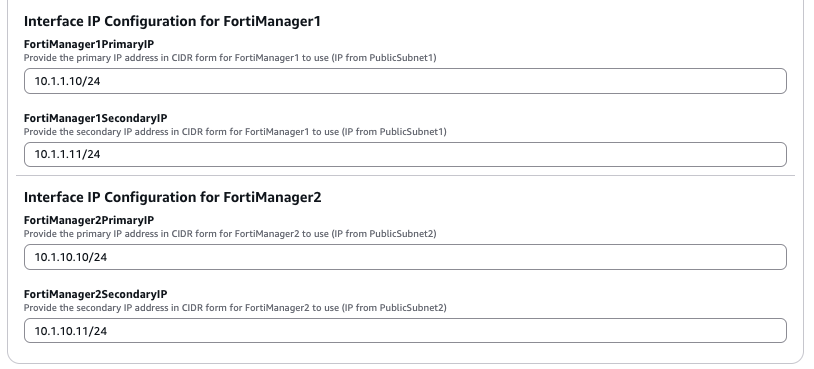 Interface IP Configuration for FortiManager1
FortiManager1PrimaryIP
Provide the primary IP address in CIDR form for FortiManager1 to use (IP from PublicSubnet1)
10.1.1.10/24
FortiManager1SecondaryIP
Provide the secondary IP address in CIDR form for FortiManager1 to use (IP from PublicSubnet1)
10.1.1.11/24
Interface IP Configuration for FortiManager2
FortiManager2PrimaryIP
Provide the primary IP address in CIDR form for FortiManager2 to use (IP from PublicSubnet2)
10.1.10.10/24
FortiManager2SecondaryIP
Provide the secondary IP address in CIDR form for FortiManager2 to use (IP from PublicSubnet2)
10.1.10.11/24